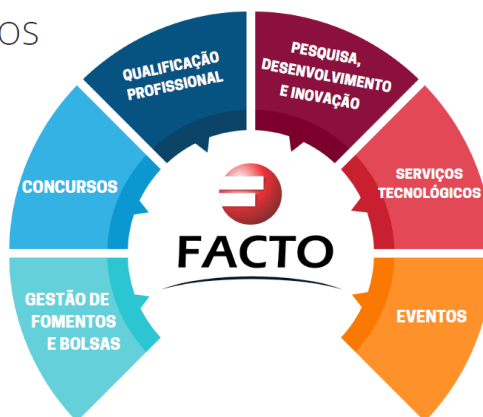 OS
QUALIFICAÇÃO
PROFISSIONAL
PESQUISA,
DESENVOLVIMENTO
E INOVAÇÃO
CONCURSOS
SERVIÇOS
TECNOLÓGICOS
FACTO
GESTÃO DE
FOMENTOS
E BOLSAS
EVENTOS